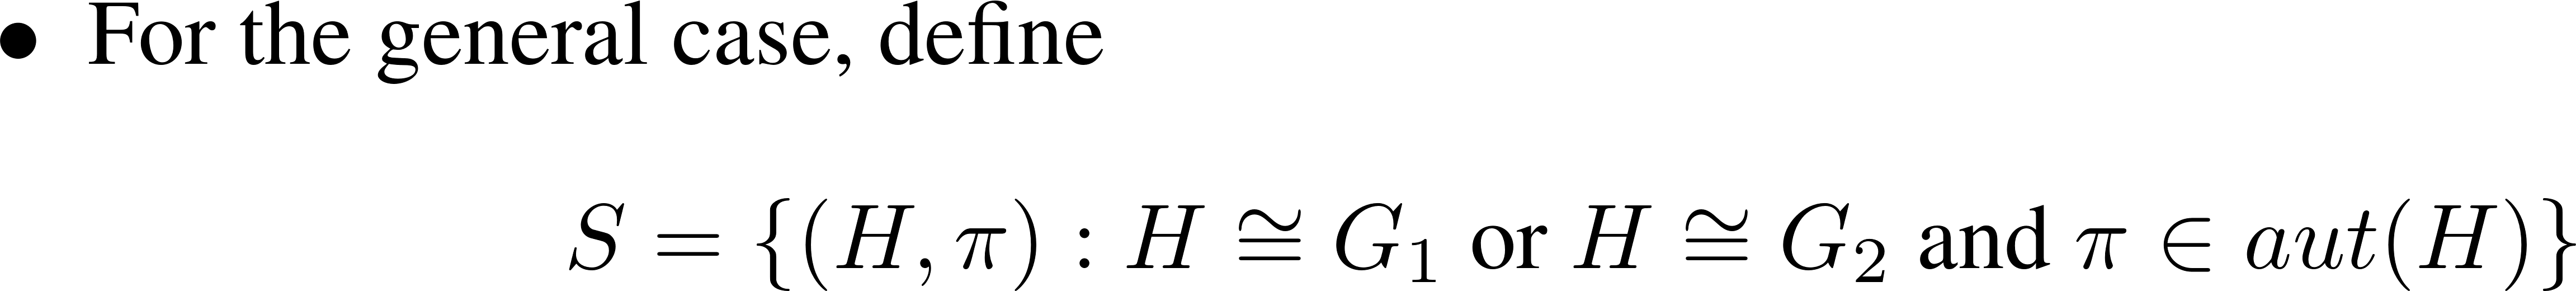 • For the general case, define
S = {(H, π) : H ≅ G₁ or H ≅ G₂ and π ∈ aut(H)}